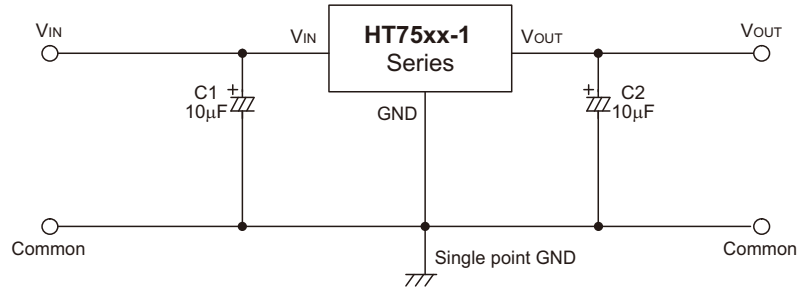 VIN
VIN
HT75xx-1
Series
VOUT
VOUT
C1
10μF
+
GND
+
C2
10μF
Common
Single point GND
Common